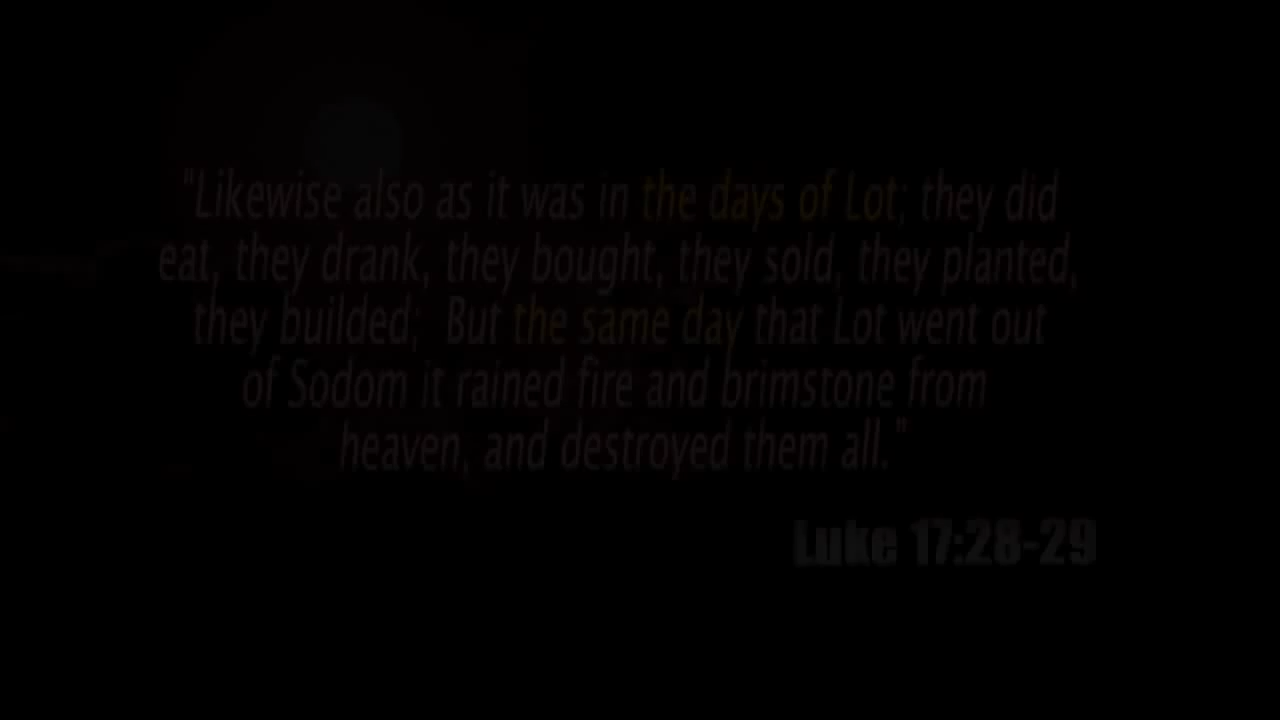 "Likewise also as it was in the days of Lot; they did
eat, they drank, they bought, they sold, they planted,
they builded;  But the same day that Lot went out
of Sodom it rained fire and brimstone from
heaven, and destroyed them all."
Luke 17:28-29